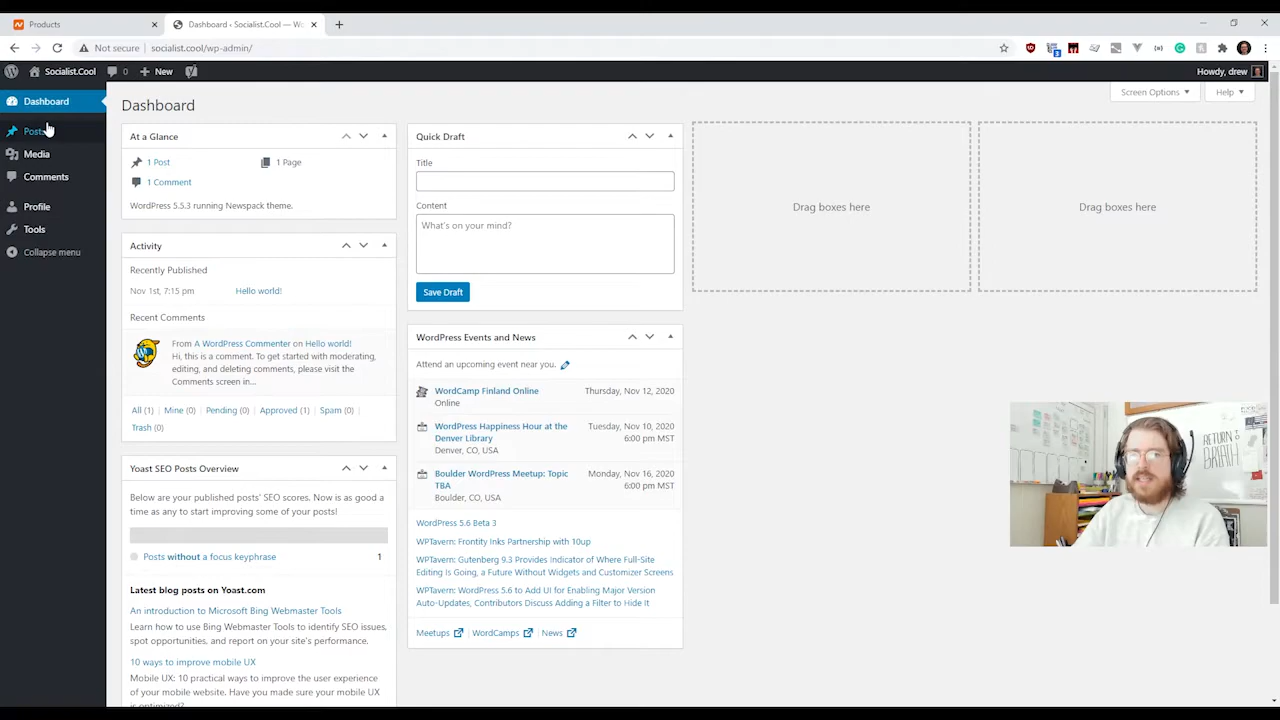 Products
Dashboard ‹ Socialist.Cool — Wo
Not secure
socialist.cool/wp-admin/
3
Socialist.Cool
0
New
Howdy, drew
Dashboard
Posts
Media
Comments
Profile
Tools
Collapse menu
Dashboard
Screen Options
Help
At a Glance
1 Post
1 Page
1 Comment
WordPress 5.5.3 running Newspack theme.
Activity
Recently Published
Nov 1st, 7:15 pm
Hello world!
Recent Comments
From A WordPress Commenter on Hello world!
Hi, this is a comment. To get started with moderating,
editing, and deleting comments, please visit the
Comments screen in…
All (1) | Mine (0) | Pending (0) | Approved (1) | Spam (0) |
Trash (0)
Yoast SEO Posts Overview
Below are your published posts' SEO scores. Now is as good a
time as any to start improving some of your posts!
Posts without a focus keyphrase
1
Latest blog posts on Yoast.com
An introduction to Microsoft Bing Webmaster Tools
Learn how to use Bing Webmaster Tools to identify SEO issues,
spot opportunities, and report on your site's performance.
10 ways to improve mobile UX
Mobile UX: 10 practical ways to improve the user experience
of your mobile website. Have you made sure your mobile UX
is optimized?
Quick Draft
Title
Content
What's on your mind?
Save Draft
WordPress Events and News
Attend an upcoming event near you.
WordCamp Finland Online
Online
Thursday, Nov 12, 2020
WordPress Happiness Hour at the
Denver Library
Denver, CO, USA
Tuesday, Nov 10, 2020
6:00 pm MST
Boulder WordPress Meetup: Topic
TBA
Boulder, CO, USA
Monday, Nov 16, 2020
6:00 pm MST
WordPress 5.6 Beta 3
WPTavern: Frontity Inks Partnership with 10up
WPTavern: Gutenberg 9.3 Provides Indicator of Where Full-Site
Editing Is Going, a Future Without Widgets and Customizer Screens
WPTavern: WordPress 5.6 to Add UI for Enabling Major Version
Auto-Updates, Contributors Discuss Adding a Filter to Hide It
Meetups
WordCamps
News
Drag boxes here
Drag boxes here
RETURN
BREATH